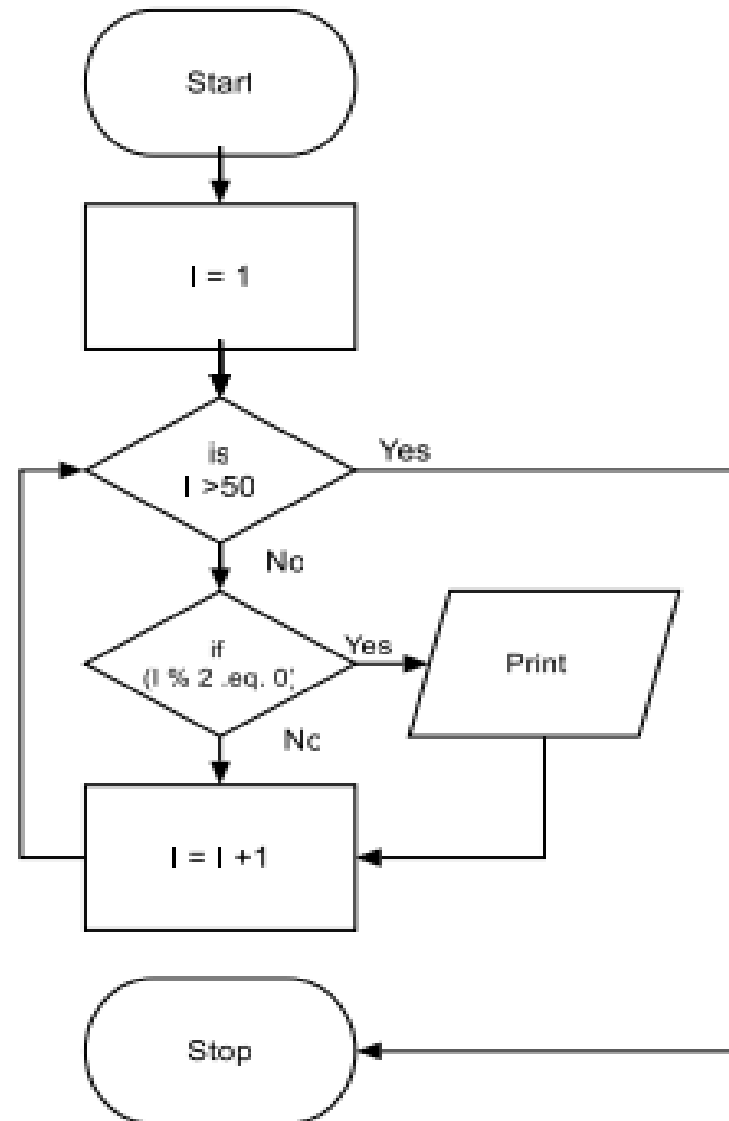 Start
I = 1
is
I >50
Yes
No
if
(I % 2 .eq. 0)
Yes
Print
No
I = I +1
Stop